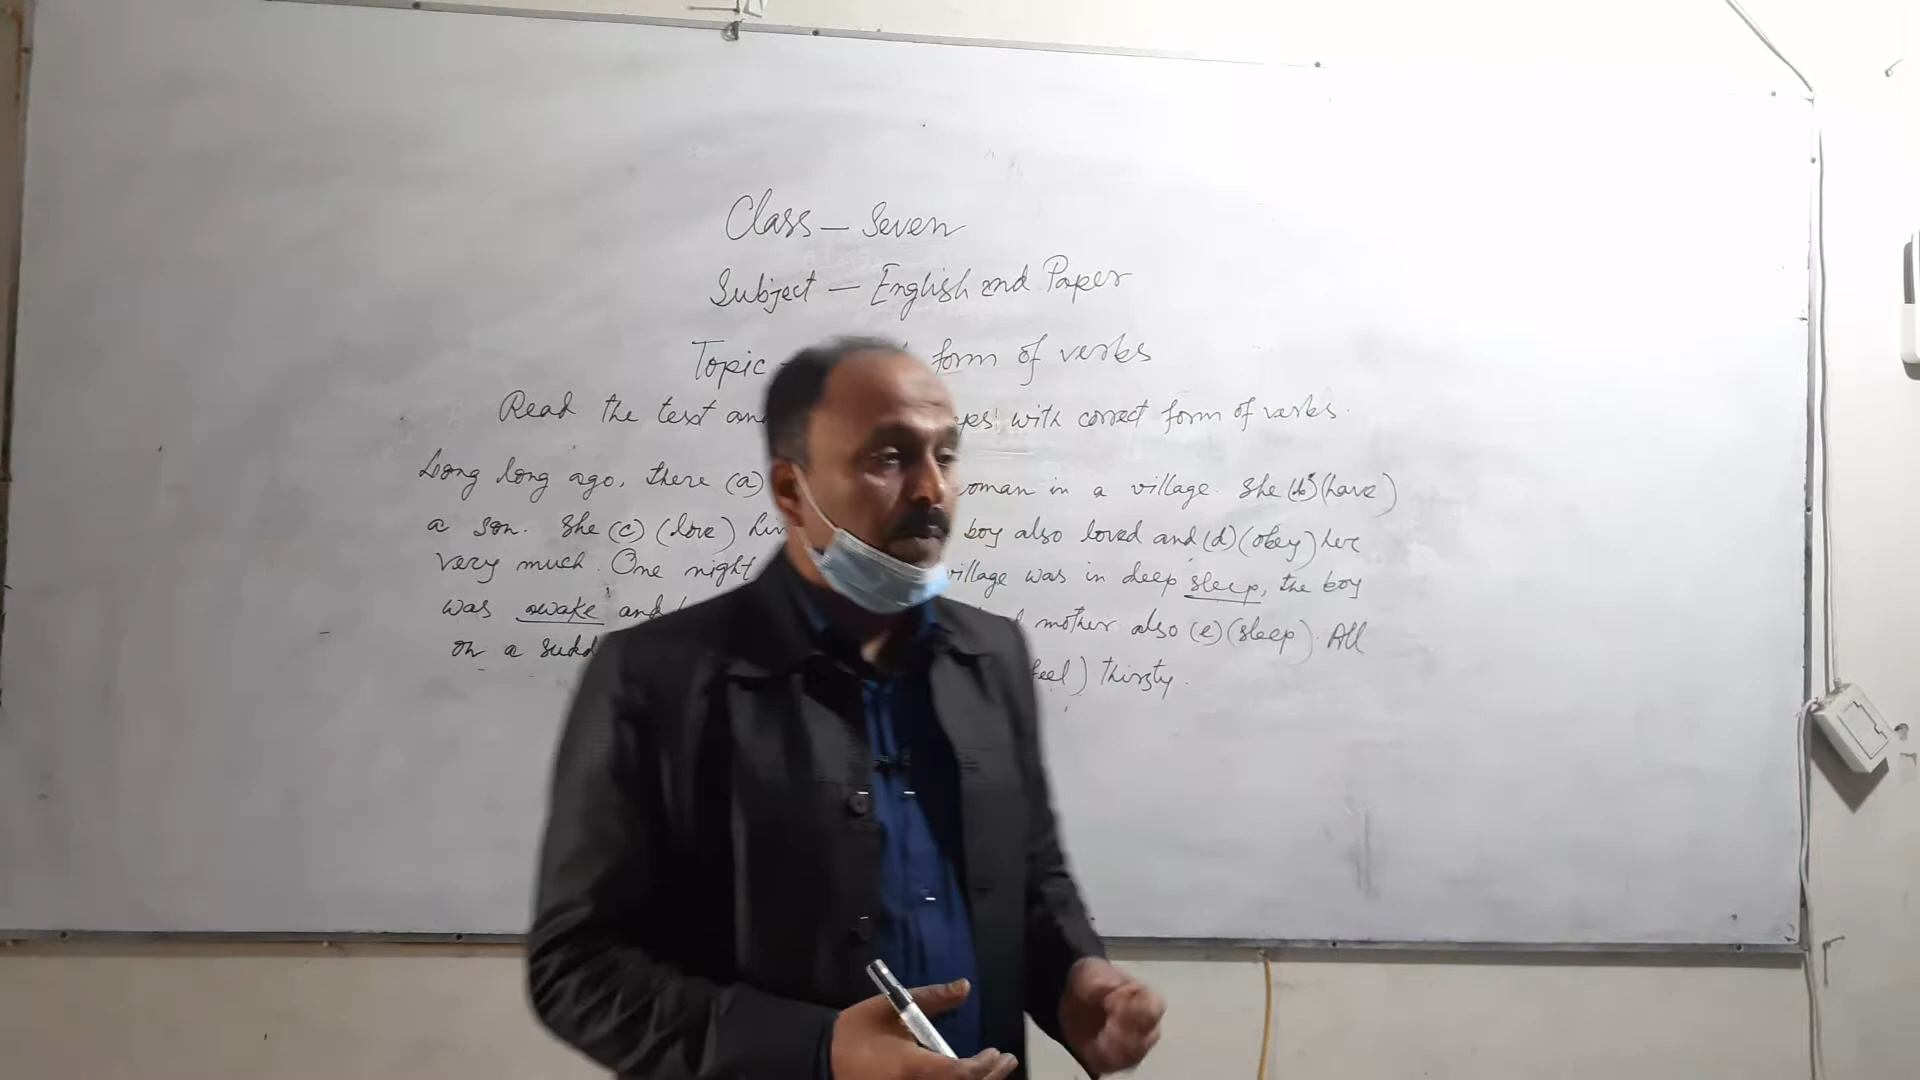 Class – Seven
Subject – English 2nd Paper
Topic – form of verbs
Read the text and with correct form of verbs.
Long long ago, there (a) woman in a village. She (b) (have)
a son. She (c) (love) boy also loved and (d) (obey) her
very much. One night village was in deep sleep, the boy
was awake and mother also (e) (sleep). All
on a (feel) thirsty.